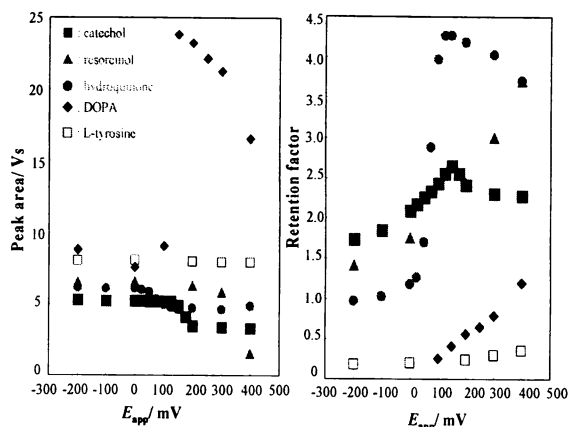 25
20
15
10
8
5
0
Peak area/ Vs
: catechol
: resorcinol
: hydroquinone
: DOPA
: L-tyrosine
-300 -200 -100 0 100 200 300 400 500
E app/ mV
4.5
4.0
3.5
3.0
2.5
2.0
1.5
1.0
0.5
0
Retention factor
-300 -200 -100 0 100 200 300 400 500
E app/ mV